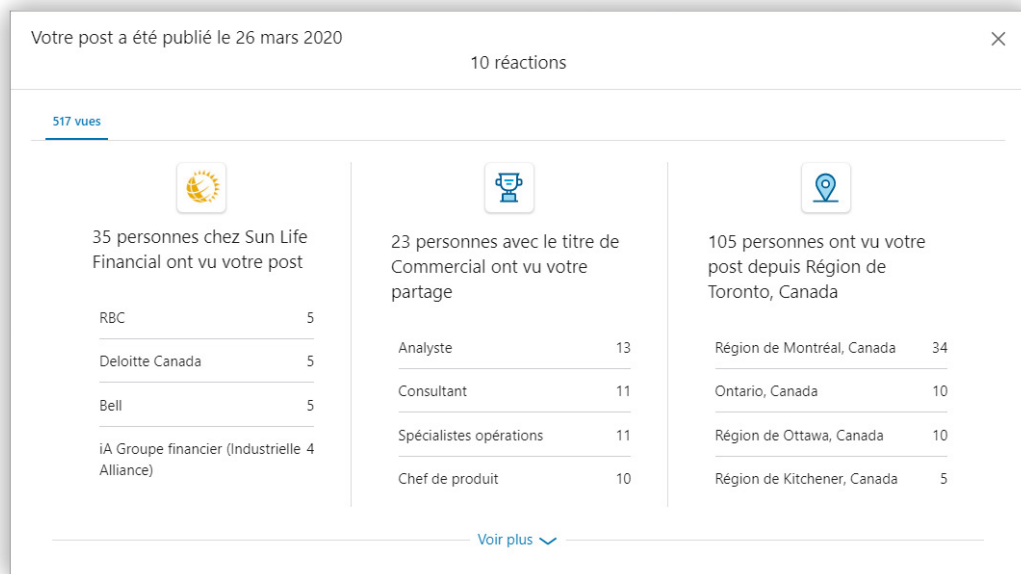 Votre post a été publié le 26 mars 2020
10 réactions
517 vues
35 personnes chez Sun Life
Financial ont vu votre post
RBC 5
Deloitte Canada 5
Bell 5
iA Groupe financier (Industrielle 4
Alliance)
23 personnes avec le titre de
Commercial ont vu votre
partage
Analyste 13
Consultant 11
Spécialistes opérations 11
Chef de produit 10
105 personnes ont vu votre
post depuis Région de
Toronto, Canada
Région de Montréal, Canada 34
Ontario, Canada 10
Région de Ottawa, Canada 10
Région de Kitchener, Canada 5
Voir plus